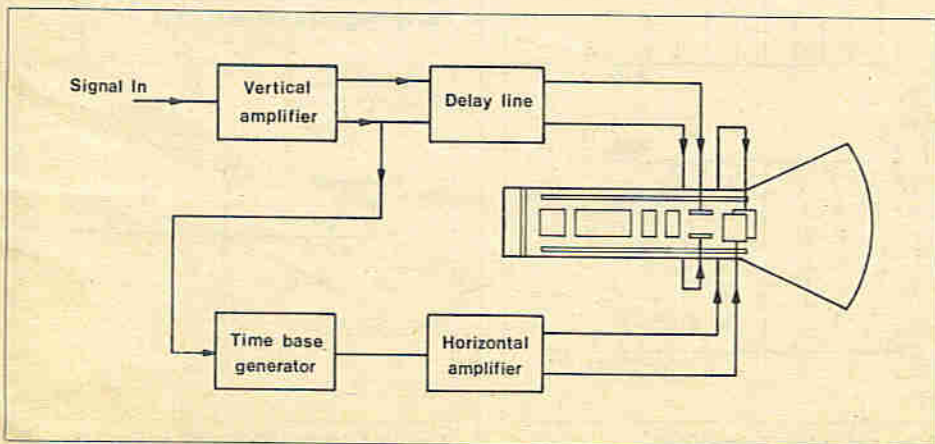 Signal In
Vertical
amplifier
Delay line
Time base
generator
Horizontal
amplifier